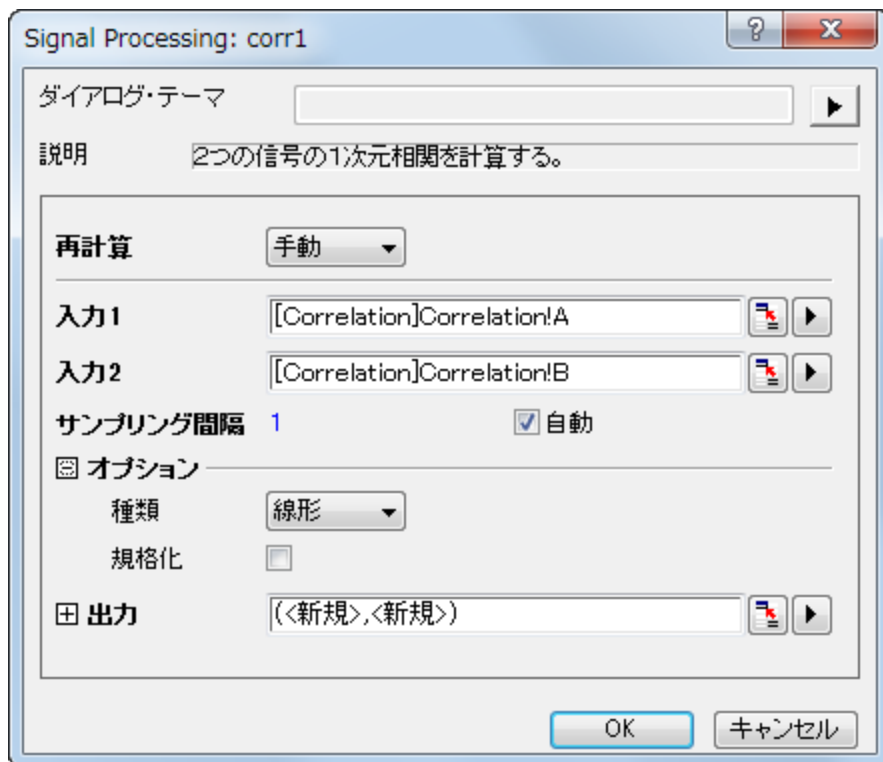 Signal Processing: corr1
ダイアログ・テーマ
説明 2つの信号の1次元相関を計算する。
再計算 手動
入力1 [Correlation]Correlation!A
入力2 [Correlation]Correlation!B
サンプリング間隔 1 自動
オプション
種類 線形
規格化
出力 (<新規>,<新規>)
OK キャンセル